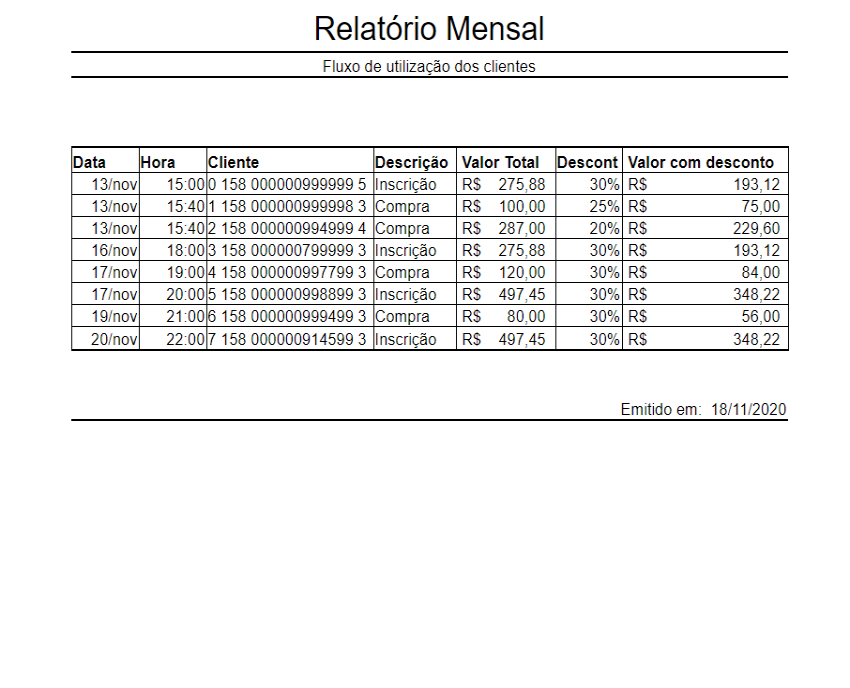 Relatório Mensal
Fluxo de utilização dos clientes
Data Hora Cliente Descrição Valor Total Descont Valor com desconto
13/nov 15:00 0 158 000000999999 5 Inscrição R$ 275,88 30% R$ 193,12
13/nov 15:40 1 158 000000999998 3 Compra R$ 100,00 25% R$ 75,00
13/nov 15:40 2 158 000000994999 4 Compra R$ 287,00 20% R$ 229,60
16/nov 18:00 3 158 000000799999 3 Inscrição R$ 275,88 30% R$ 193,12
17/nov 19:00 4 158 000000997799 3 Compra R$ 120,00 30% R$ 84,00
17/nov 20:00 5 158 000000998899 3 Inscrição R$ 497,45 30% R$ 348,22
19/nov 21:00 6 158 000000999499 3 Compra R$ 80,00 30% R$ 56,00
20/nov 22:00 7 158 000000914599 3 Inscrição R$ 497,45 30% R$ 348,22
Emitido em: 18/11/2020